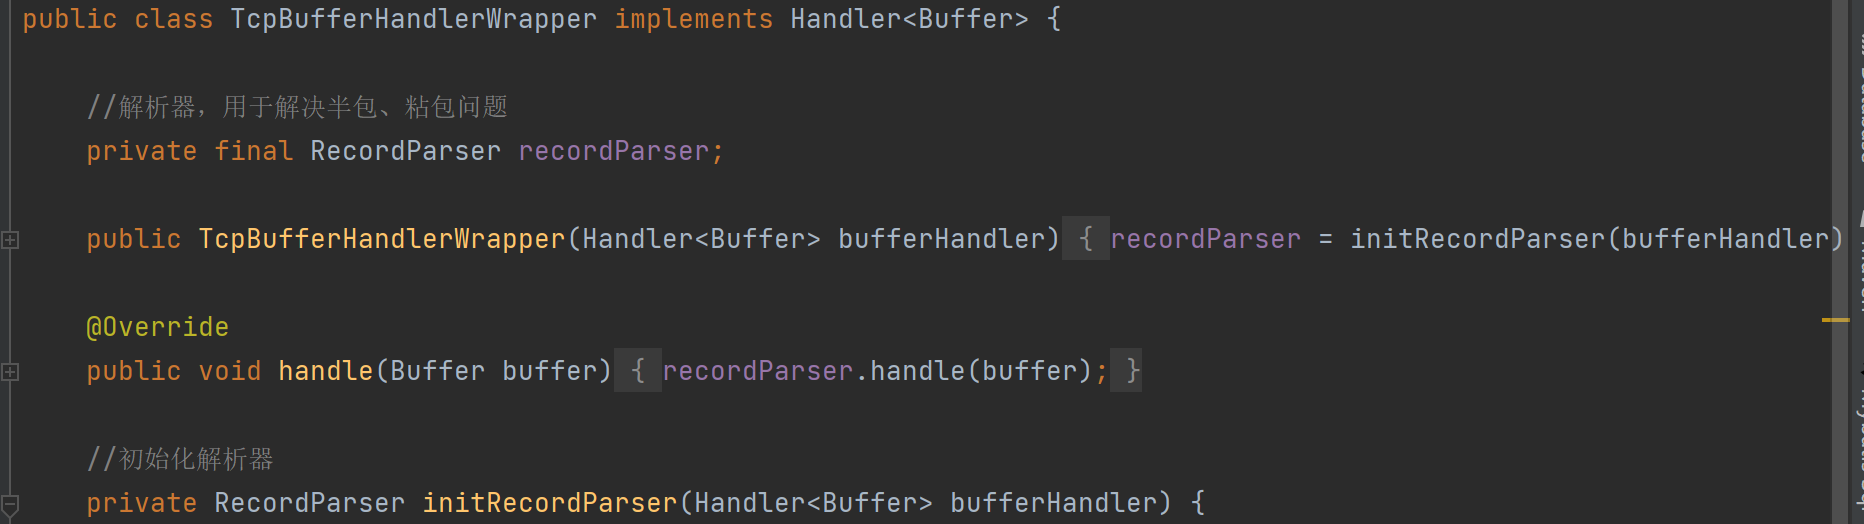 public class TcpBufferHandlerWrapper implements Handler<Buffer> {
//解析器，用于解决半包、粘包问题
private final RecordParser recordParser;
public TcpBufferHandlerWrapper(Handler<Buffer> bufferHandler) { recordParser = initRecordParser(bufferHandler)
@Override
public void handle(Buffer buffer) { recordParser.handle(buffer); }
//初始化解析器
private RecordParser initRecordParser(Handler<Buffer> bufferHandler) {